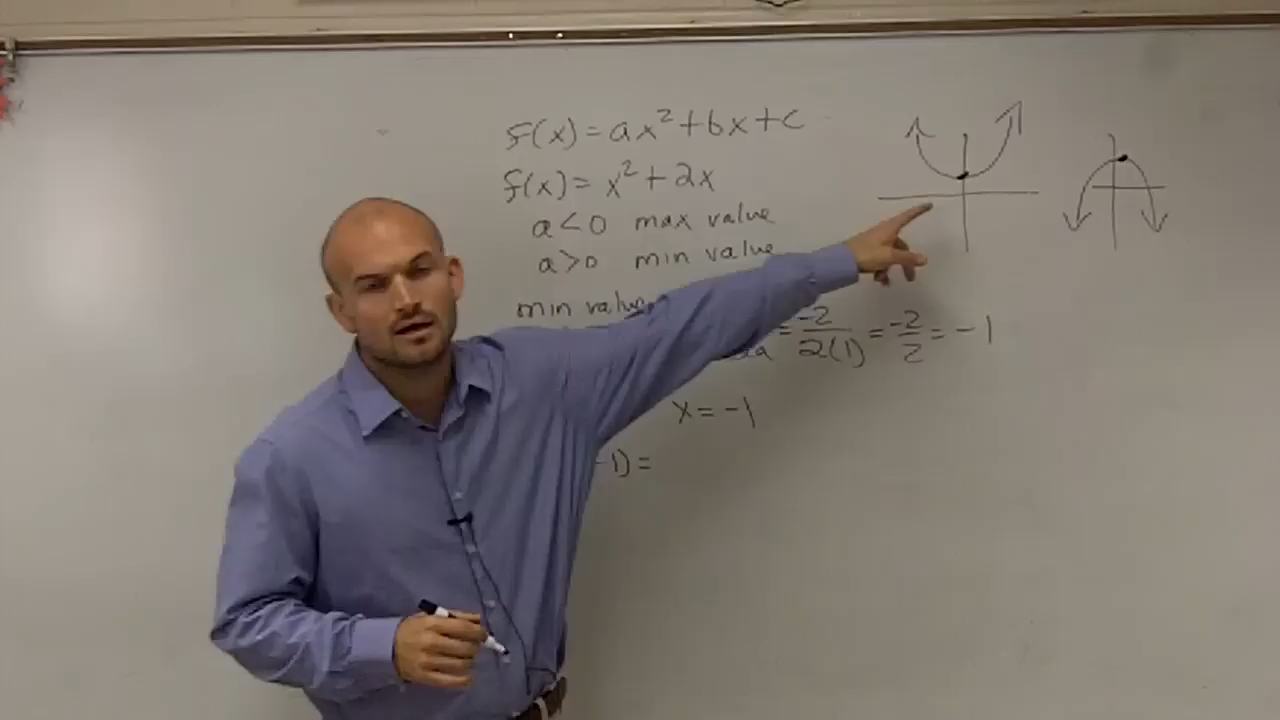 f(x) = ax² + bx + c
f(x) = x² + 2x
a < 0 max value
a > 0 min value
min value
= -2/2(1) = -2/2 = -1
x = -1
-1) =